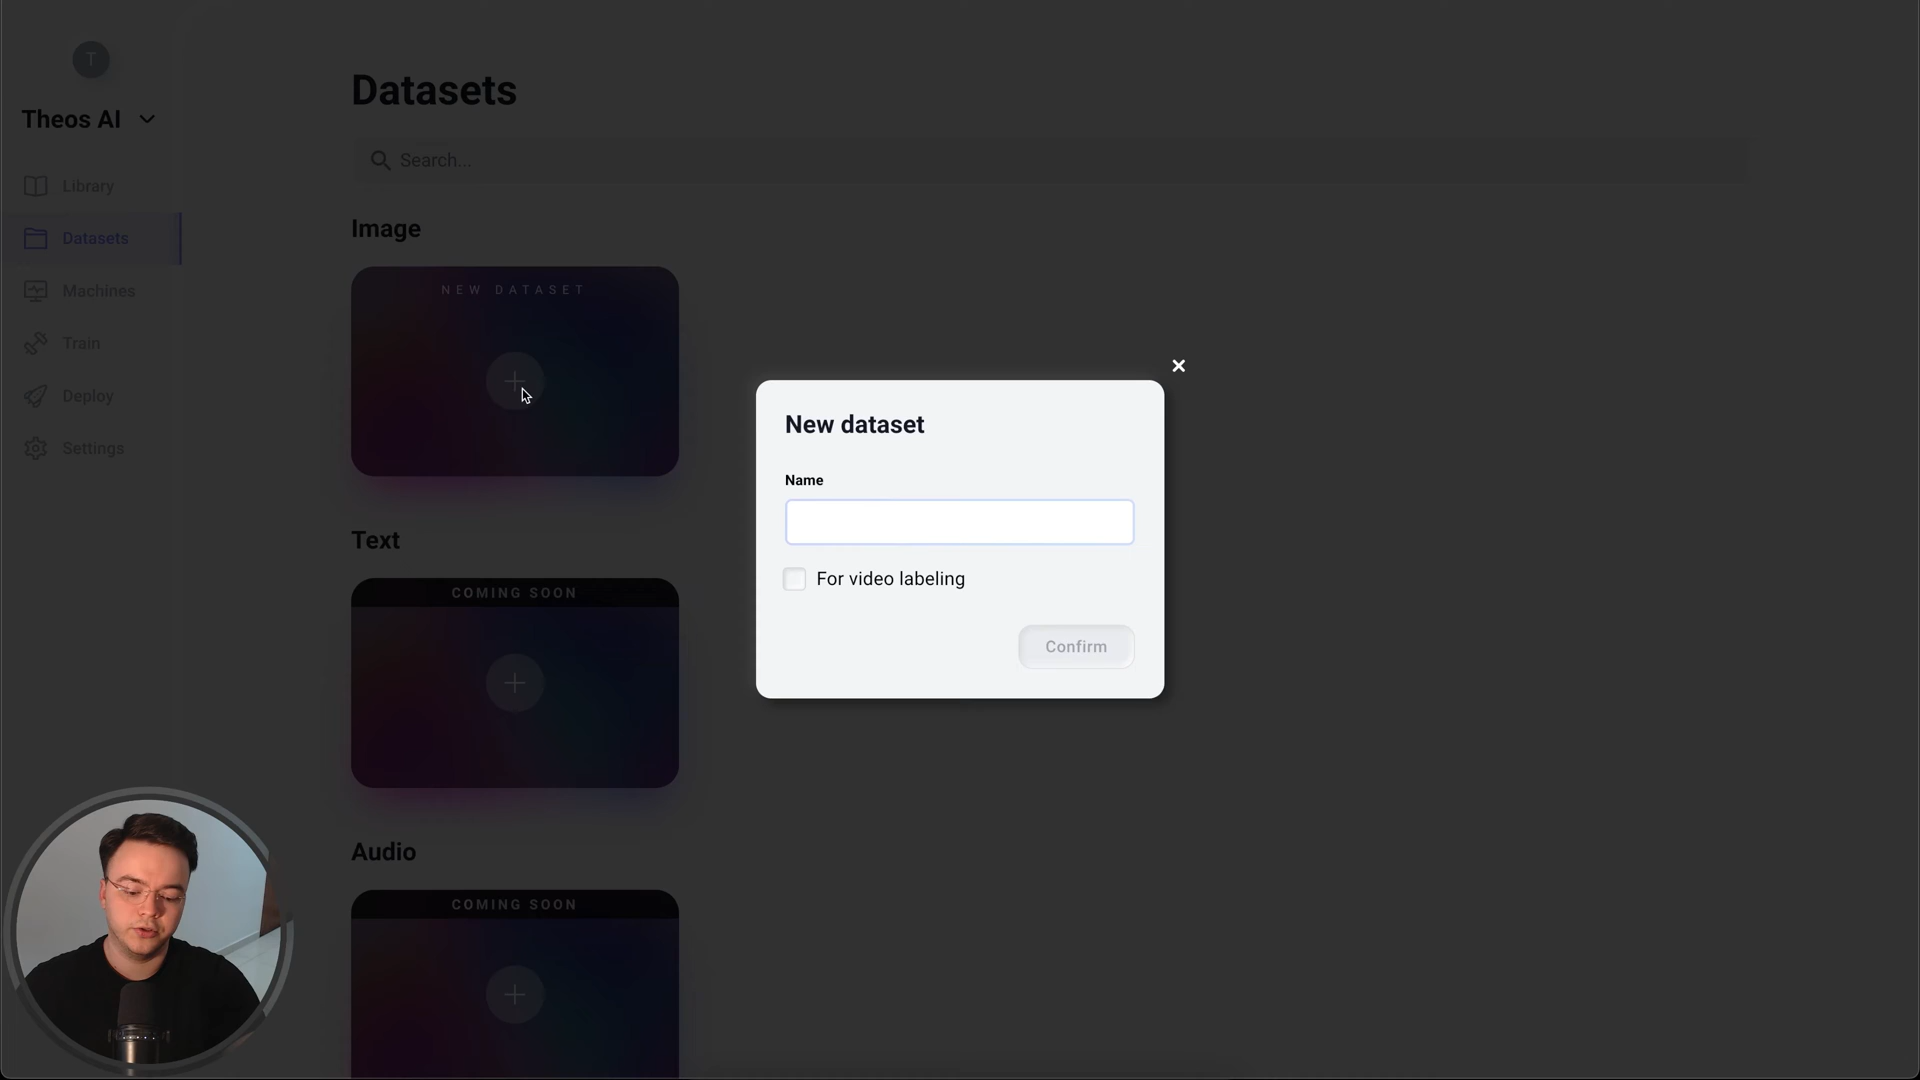 T
Theos AI
Library
Datasets
Machines
Train
Deploy
Settings
Datasets
Search...
Image
NEW DATASET
Text
COMING SOON
Audio
COMING SOON
New dataset
Name
For video labeling
Confirm